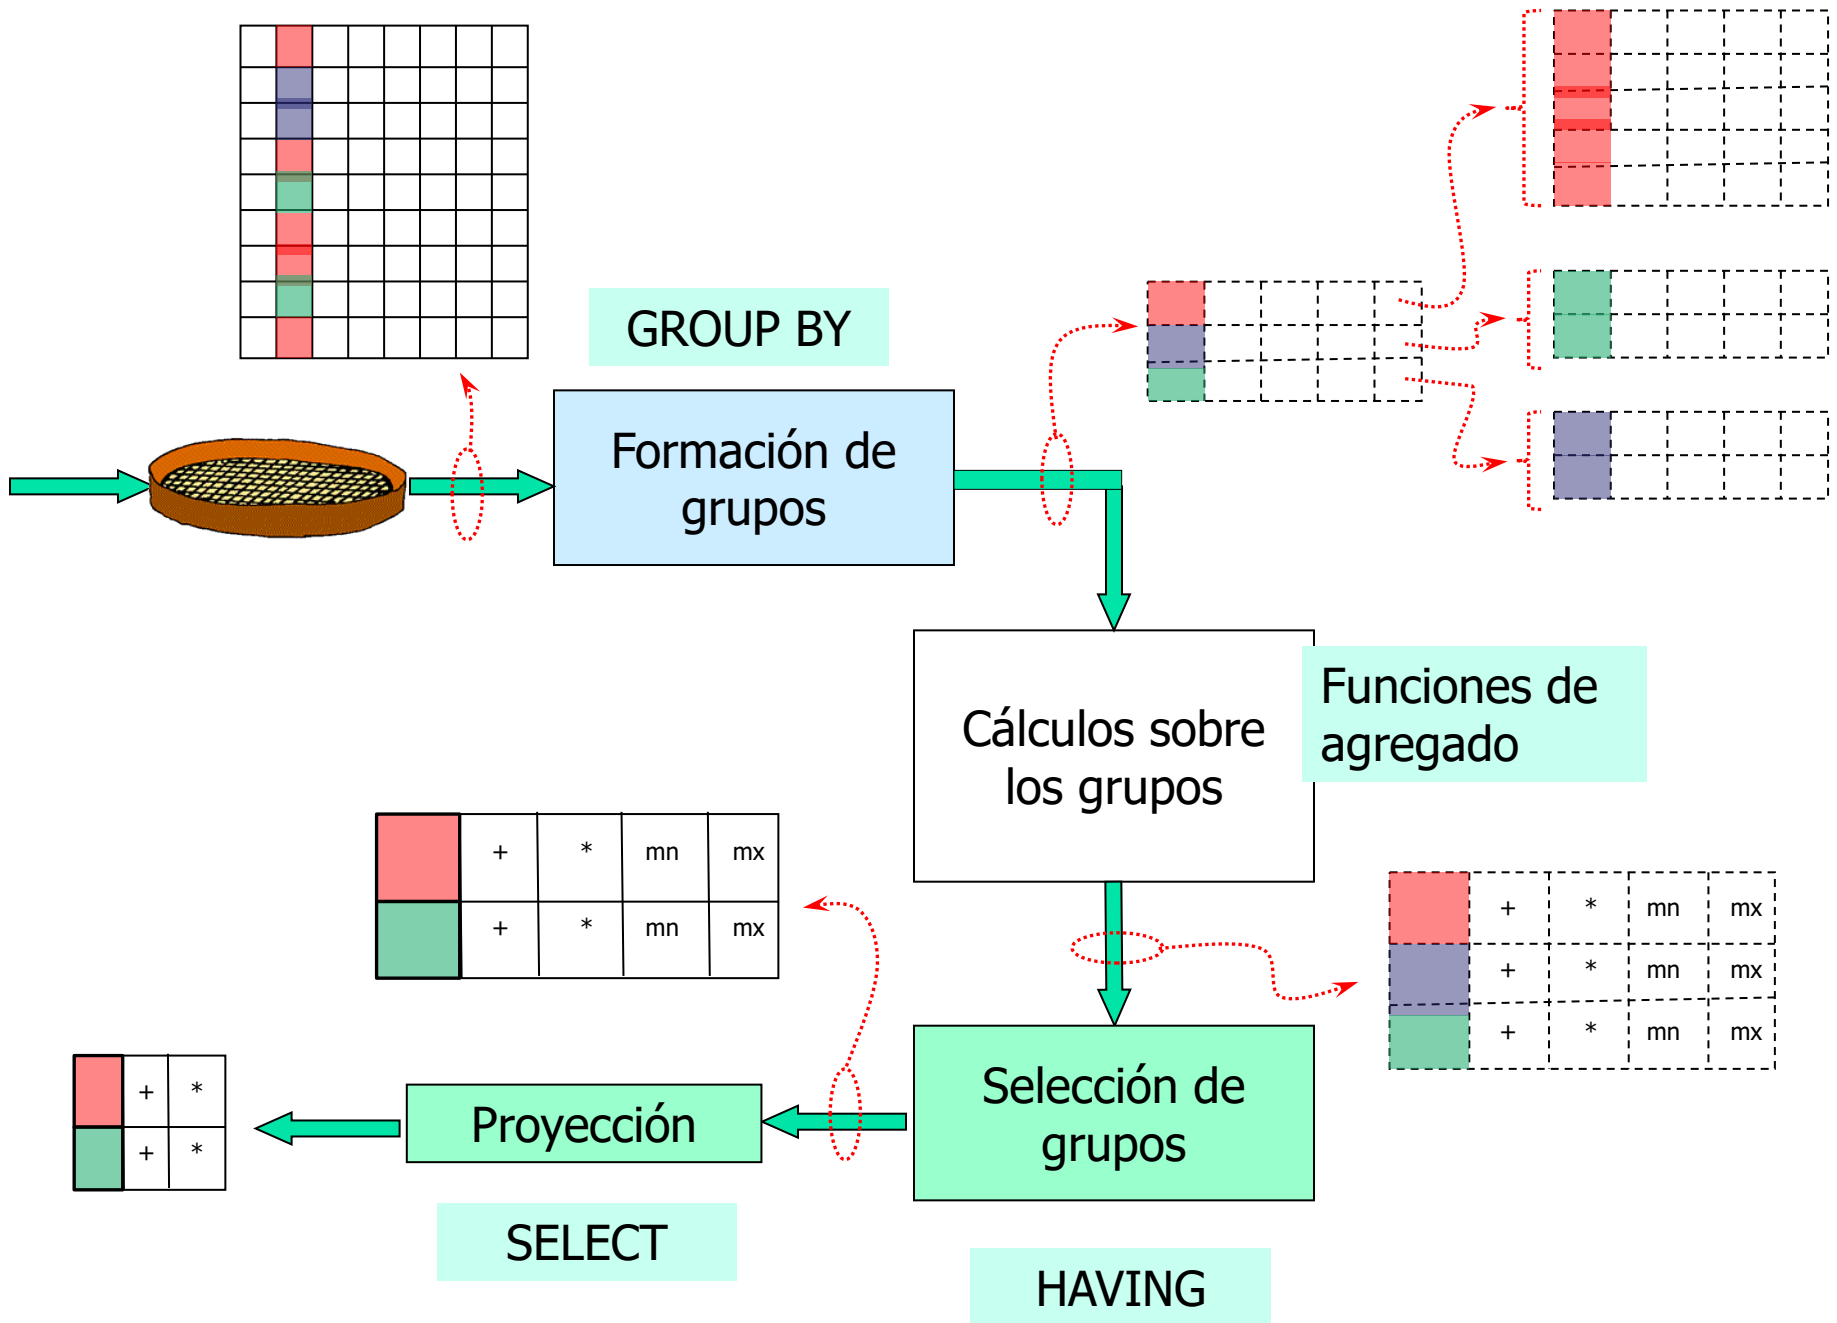 GROUP BY
Formación de
grupos
Cálculos sobre
los grupos
Funciones de
agregado
+ * mn mx
+ * mn mx
+ * mn mx
+ * mn mx
+ * mn mx
Selección de
grupos
HAVING
Proyección
SELECT
+ *
+ *